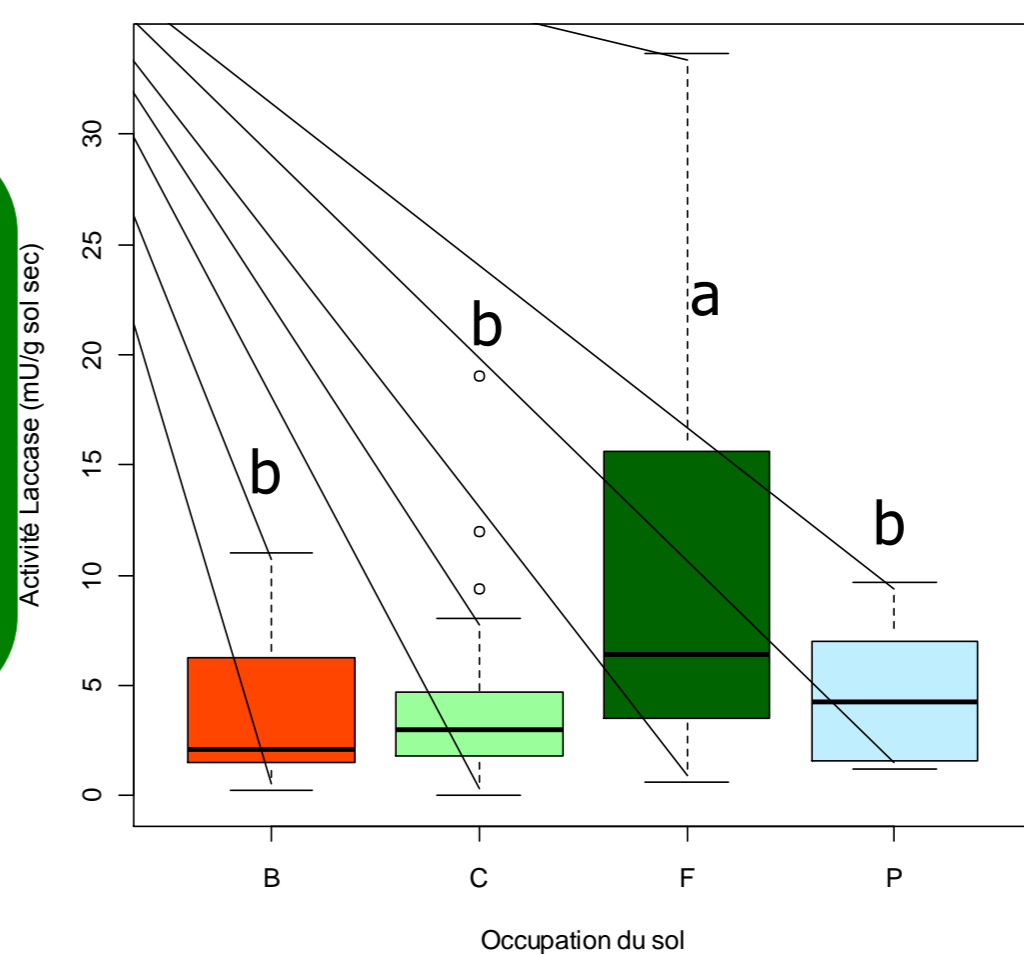 Activité Laccase (mU/g sol sec)
30
25
20
15
10
5
0
b
b
a
b
B C F P
Occupation du sol